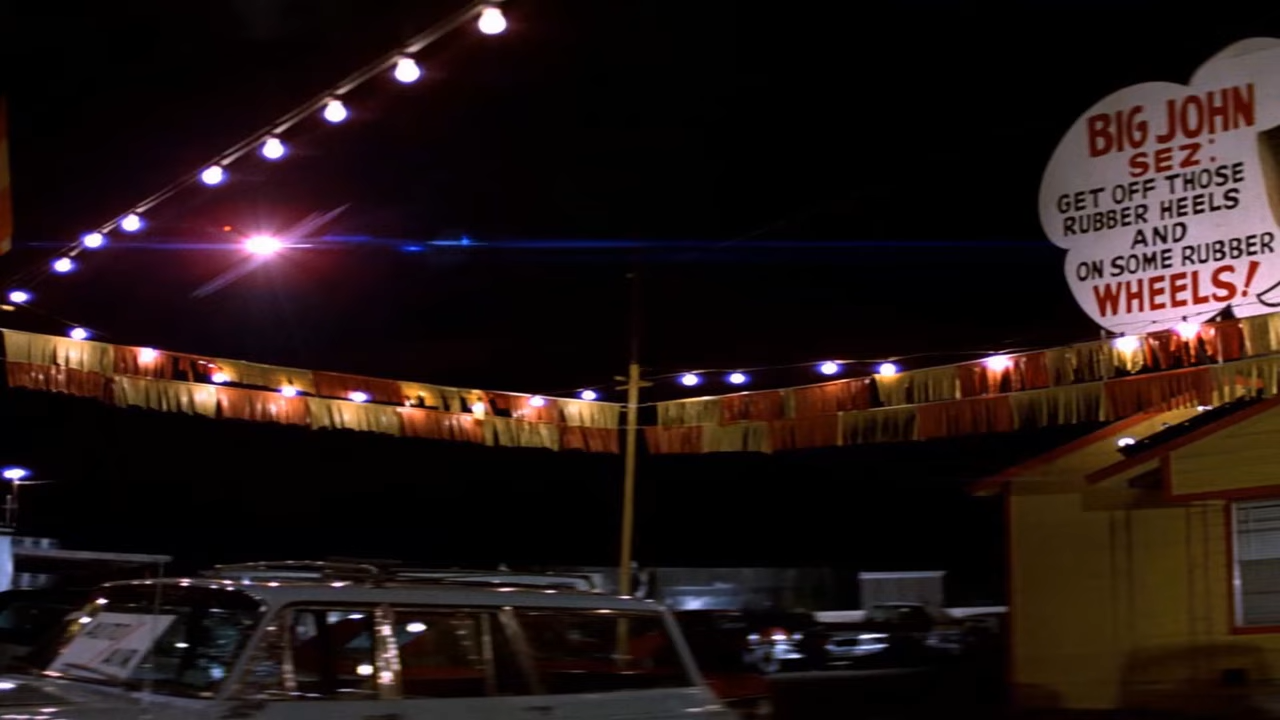 BIG JOHN
SEZ:
GET OFF THOSE
RUBBER HEELS
AND
ON SOME RUBBER
WHEELS!